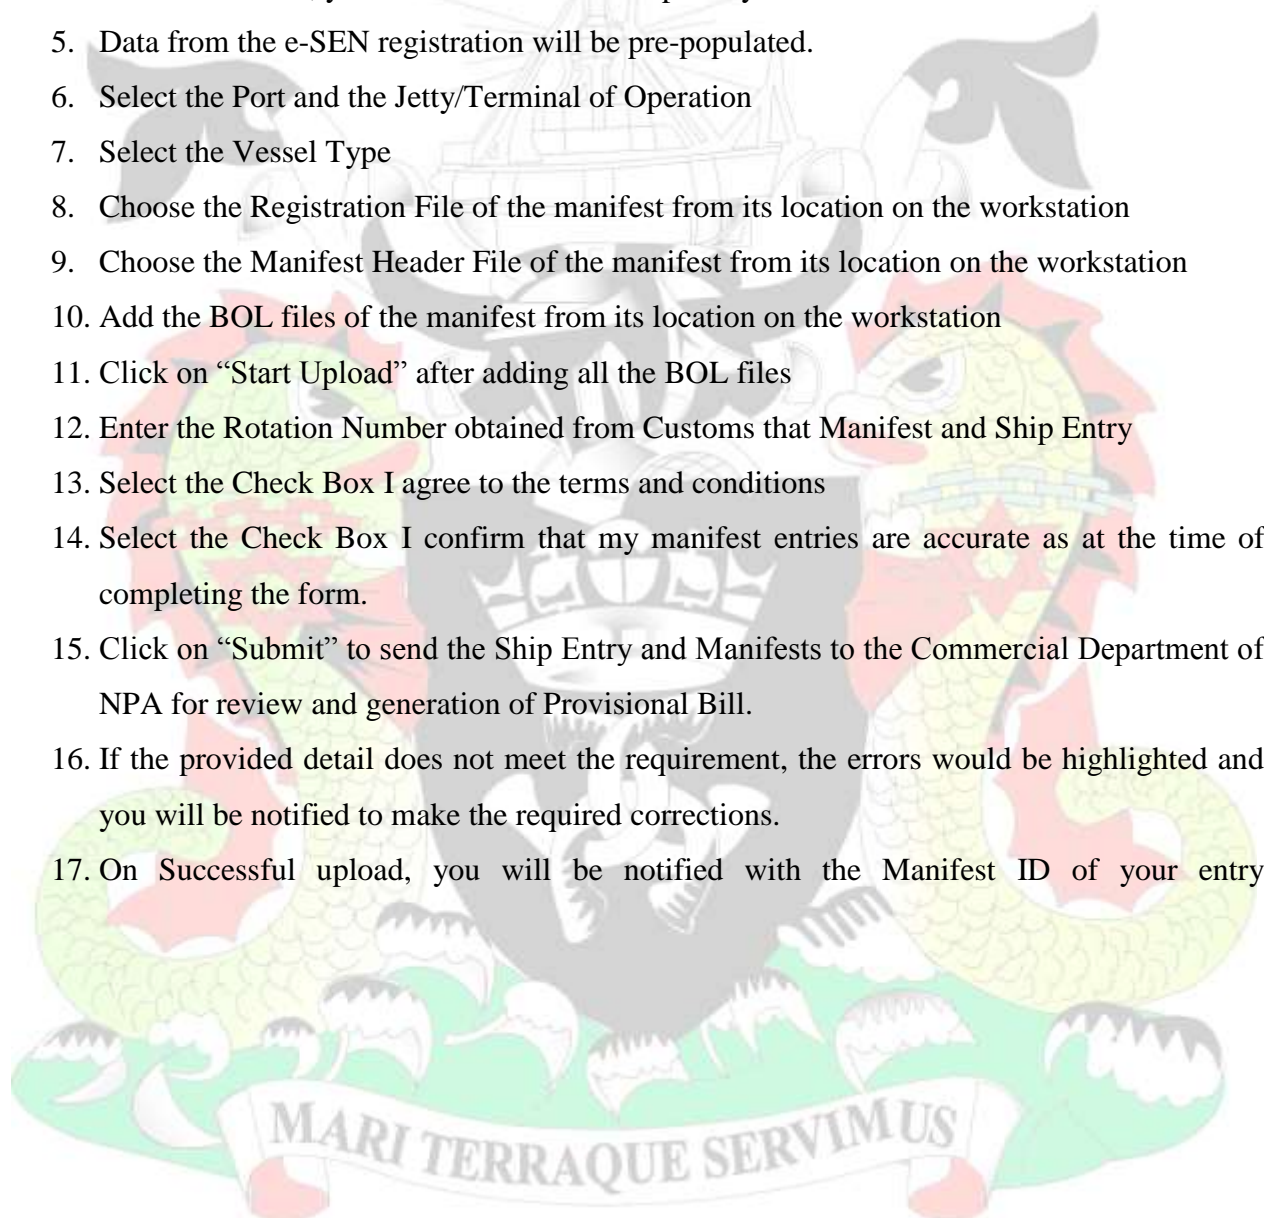 5. Data from the e-SEN registration will be pre-populated.
6. Select the Port and the Jetty/Terminal of Operation
7. Select the Vessel Type
8. Choose the Registration File of the manifest from its location on the workstation
9. Choose the Manifest Header File of the manifest from its location on the workstation
10. Add the BOL files of the manifest from its location on the workstation
11. Click on “Start Upload” after adding all the BOL files
12. Enter the Rotation Number obtained from Customs that Manifest and Ship Entry
13. Select the Check Box I agree to the terms and conditions
14. Select the Check Box I confirm that my manifest entries are accurate as at the time of
completing the form.
15. Click on “Submit” to send the Ship Entry and Manifests to the Commercial Department of
NPA for review and generation of Provisional Bill.
16. If the provided detail does not meet the requirement, the errors would be highlighted and
you will be notified to make the required corrections.
17. On Successful upload, you will be notified with the Manifest ID of your entry
MARI TERRAQUE SERVIMUS